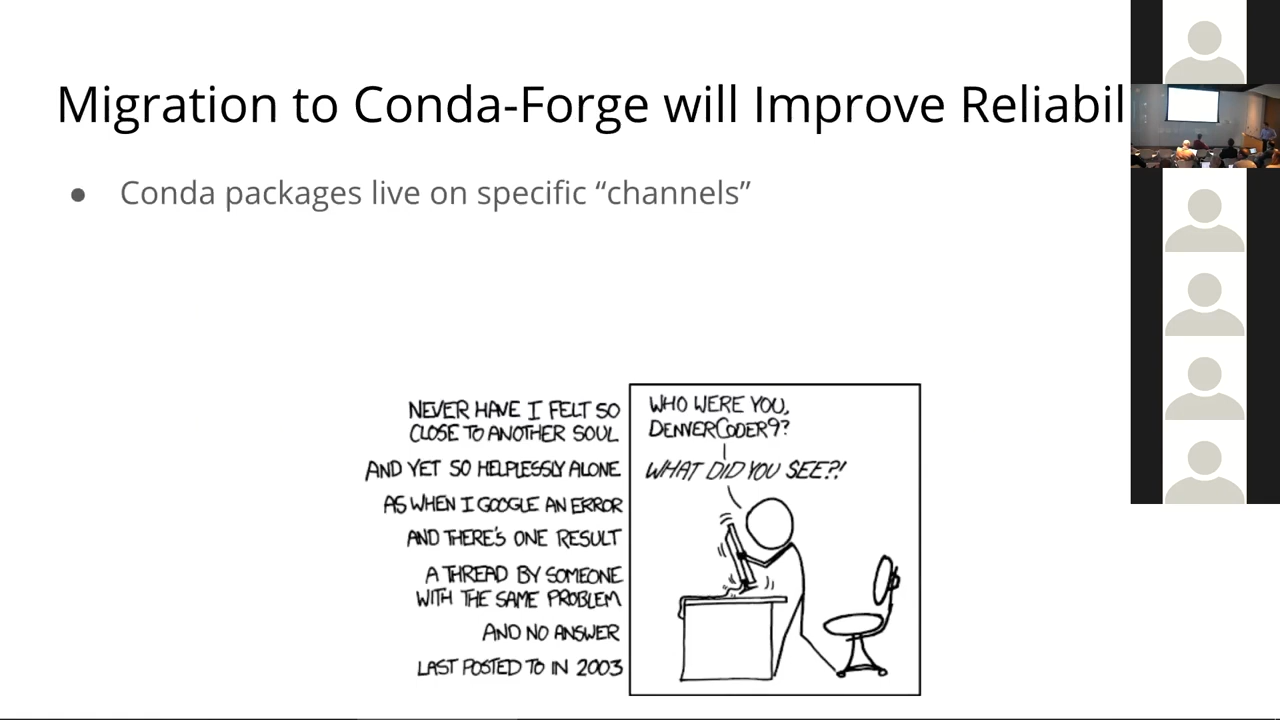 Migration to Conda-Forge will Improve Reliabil
● Conda packages live on specific “channels”
NEVER HAVE I FELT SO
CLOSE TO ANOTHER SOUL
AND YET SO HELPLESSLY ALONE
AS WHEN I GOOGLE AN ERROR
AND THERE'S ONE RESULT
A THREAD BY SOMEONE
WITH THE SAME PROBLEM
AND NO ANSWER
LAST POSTED TO IN 2003
WHO WERE YOU,
DENVERCODER9?
WHAT DID YOU SEE?!